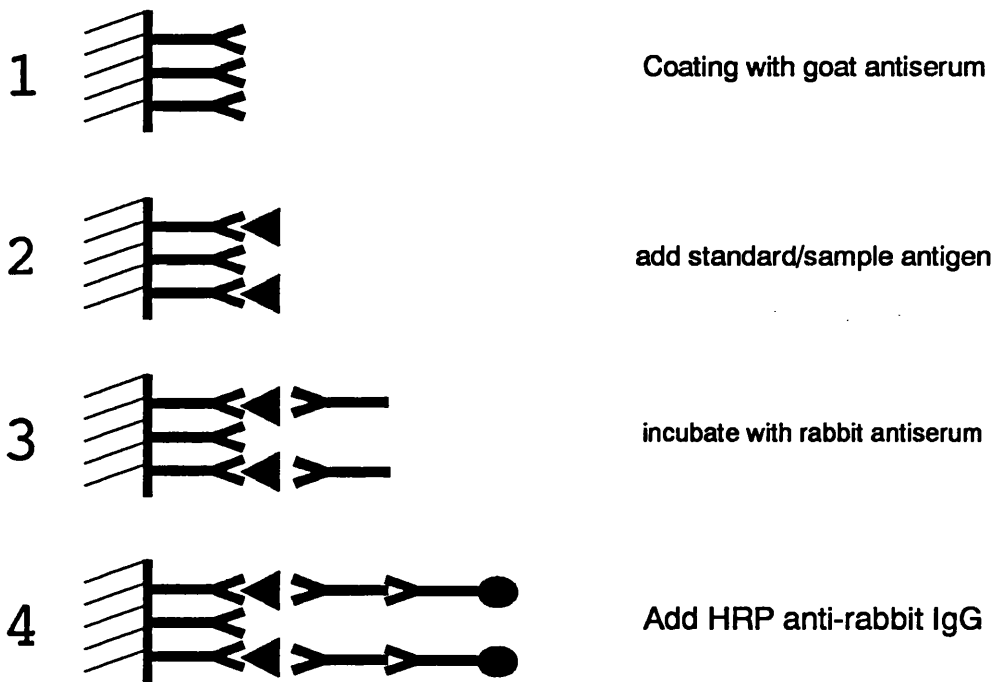 1 Coating with goat antiserum
2 add standard/sample antigen
3 incubate with rabbit antiserum
4 Add HRP anti-rabbit IgG